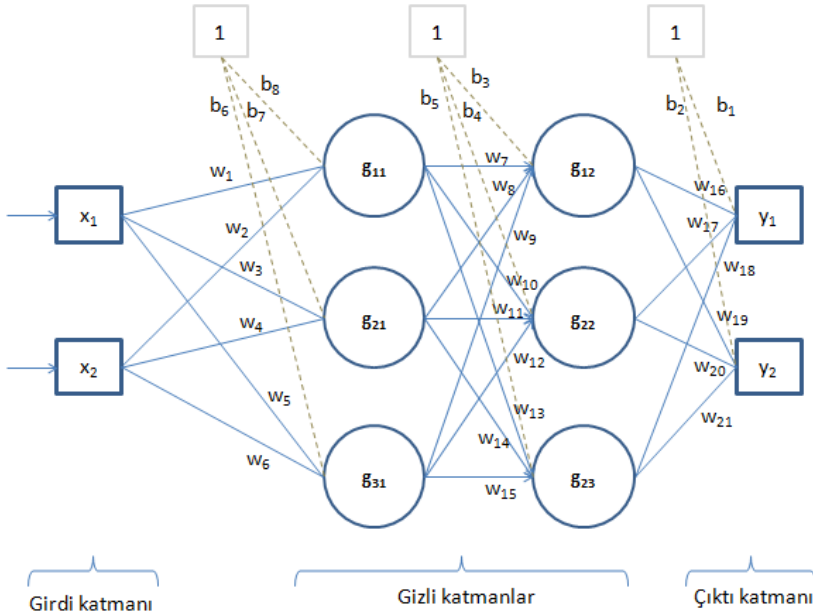 1
1
1
b₈
b₆
b₇
b₃
b₅
b₄
b₂
b₁
g₁₁
g₁₂
w₁
w₇
w₈
w₁₆
x₁
y₁
w₂
w₉
w₁₇
w₃
w₁₈
w₁₀
w₄
g₂₁
w₁₁
g₂₂
w₁₉
x₂
w₁₂
w₂₀
y₂
w₅
w₁₃
w₂₁
w₁₄
w₆
g₃₁
w₁₅
g₂₃
Girdi katmanı
Gizli katmanlar
Çıktı katmanı